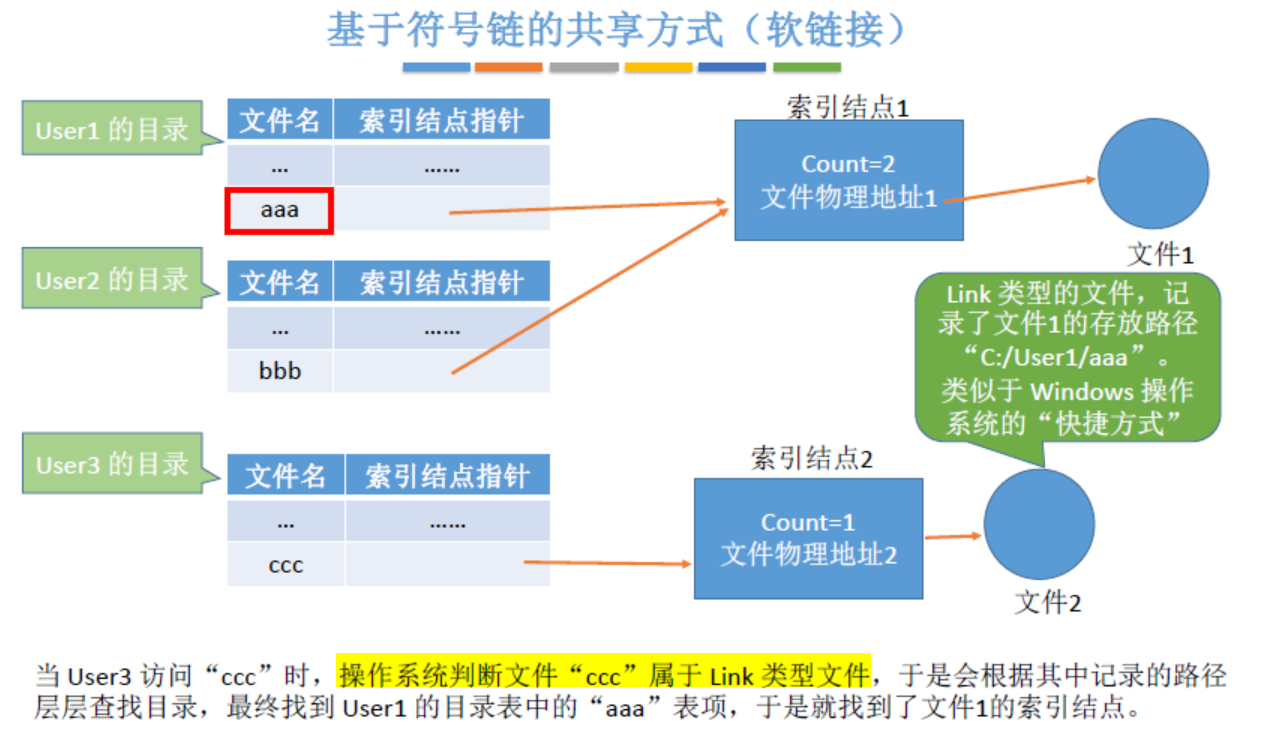 基于符号链的共享方式（软链接）
User1 的目录
文件名 索引结点指针
... ……
aaa
索引结点1
Count=2
文件物理地址1
文件1
User2 的目录
文件名 索引结点指针
... ……
bbb
Link 类型的文件，记
录了文件1的存放路径
“C:/User1/aaa”。
类似于 Windows 操作
系统的“快捷方式”
User3 的目录
文件名 索引结点指针
... ……
ccc
索引结点2
Count=1
文件物理地址2
文件2
当 User3 访问“ccc”时，操作系统判断文件“ccc”属于 Link 类型文件，于是会根据其中记录的路径
层层查找目录，最终找到 User1 的目录表中的“aaa”表项，于是就找到了文件1的索引结点。